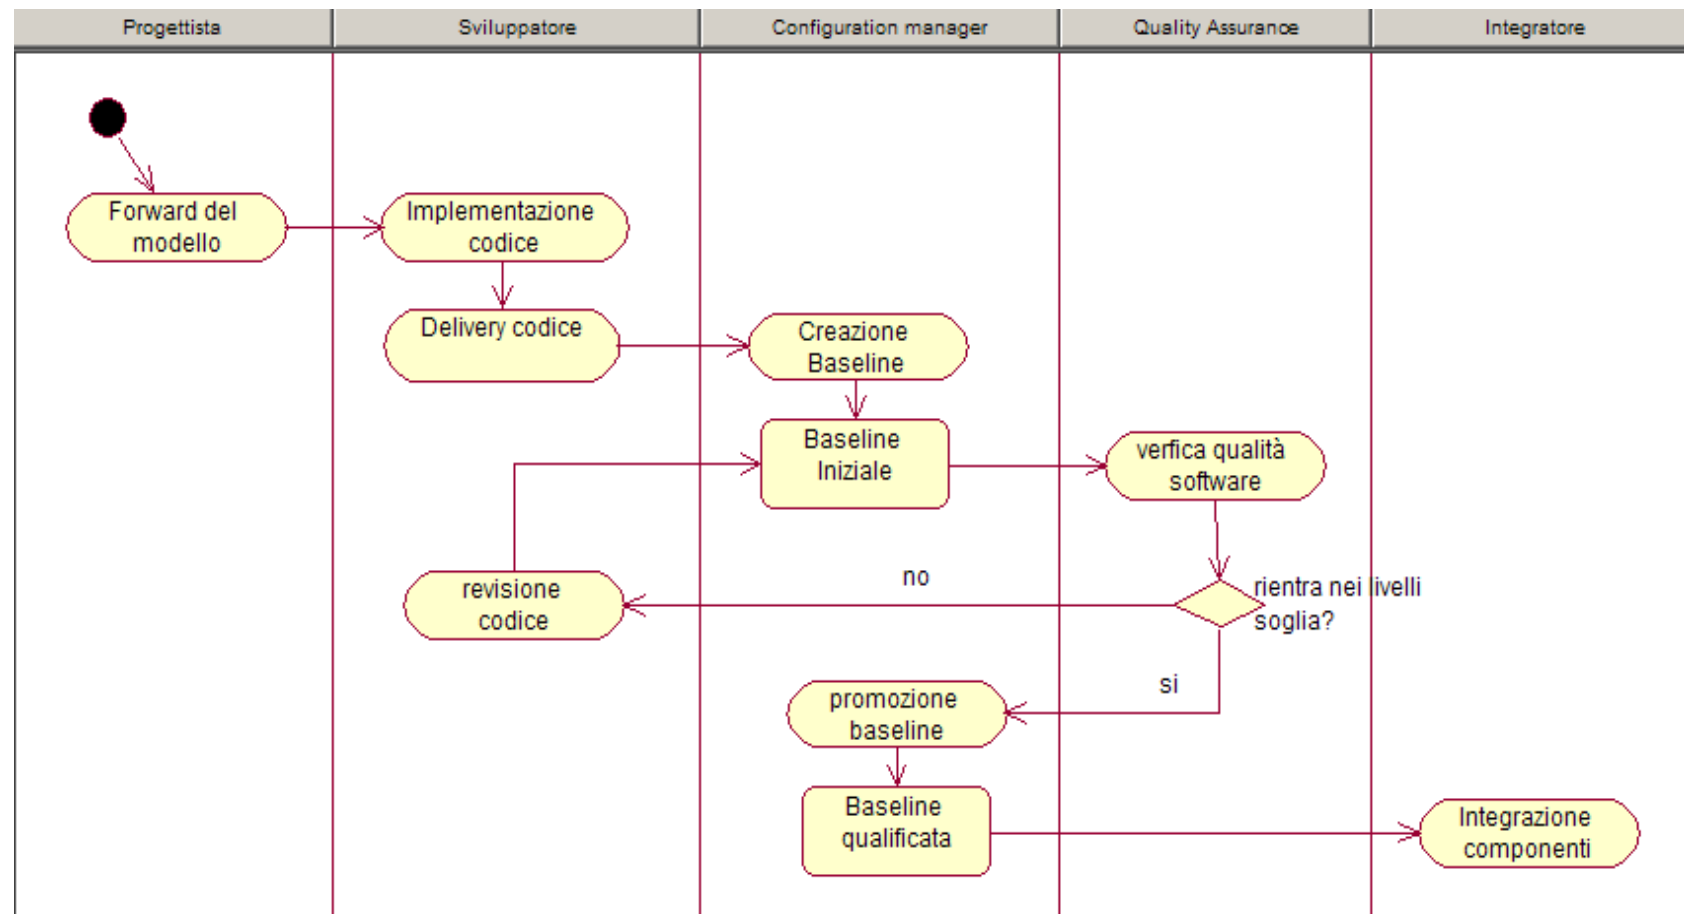 Progettista
Sviluppatore
Configuration manager
Quality Assurance
Integratore
Forward del
modello
Implementazione
codice
Delivery codice
Creazione
Baseline
Baseline
Iniziale
verfica qualità
software
rientra nei livelli
soglia?
no
revisione
codice
si
promozione
baseline
Baseline
qualificata
Integrazione
componenti